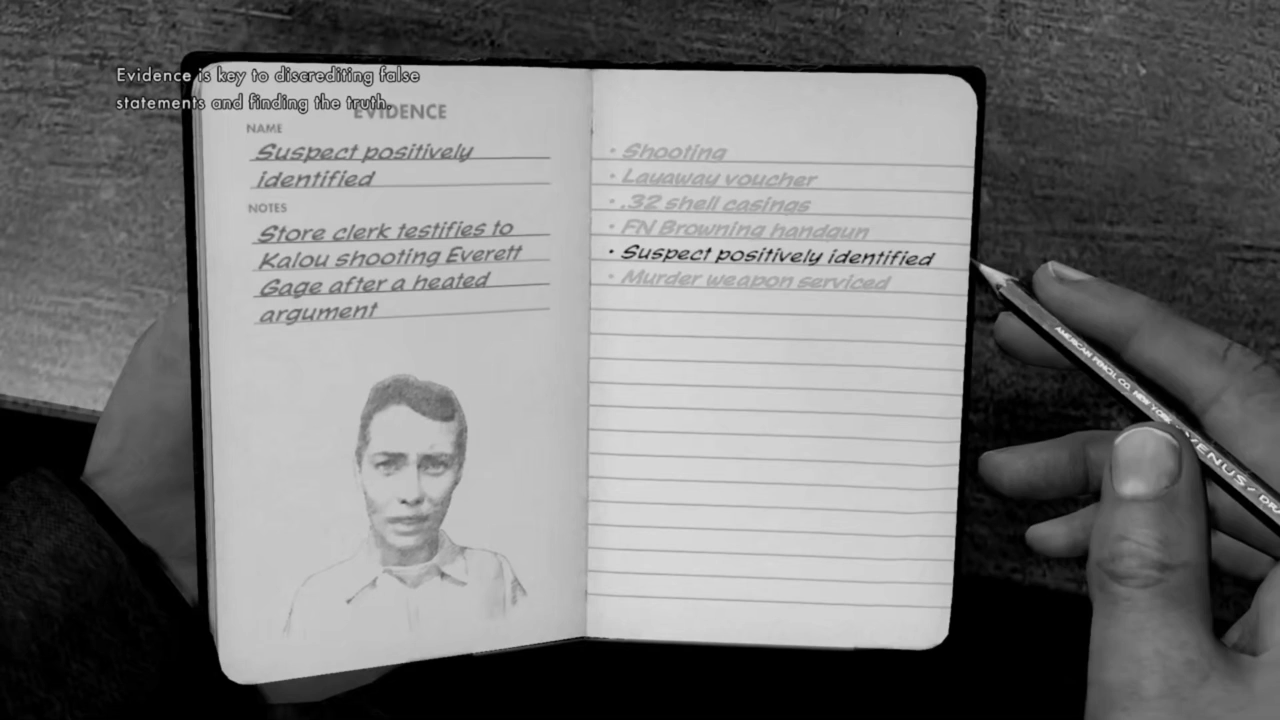 Evidence is key to discrediting false
statements and finding the truth.
EVIDENCE
NAME
Suspect positively
identified
NOTES
Store clerk testifies to
Kalou shooting Everett
Gage after a heated
argument
• Shooting
• Layaway voucher
• .32 shell casings
• FN Browning handgun
• Suspect positively identified
• Murder weapon serviced
AMERICAN PENCIL CO. NEW YORK VENUS/ DRA